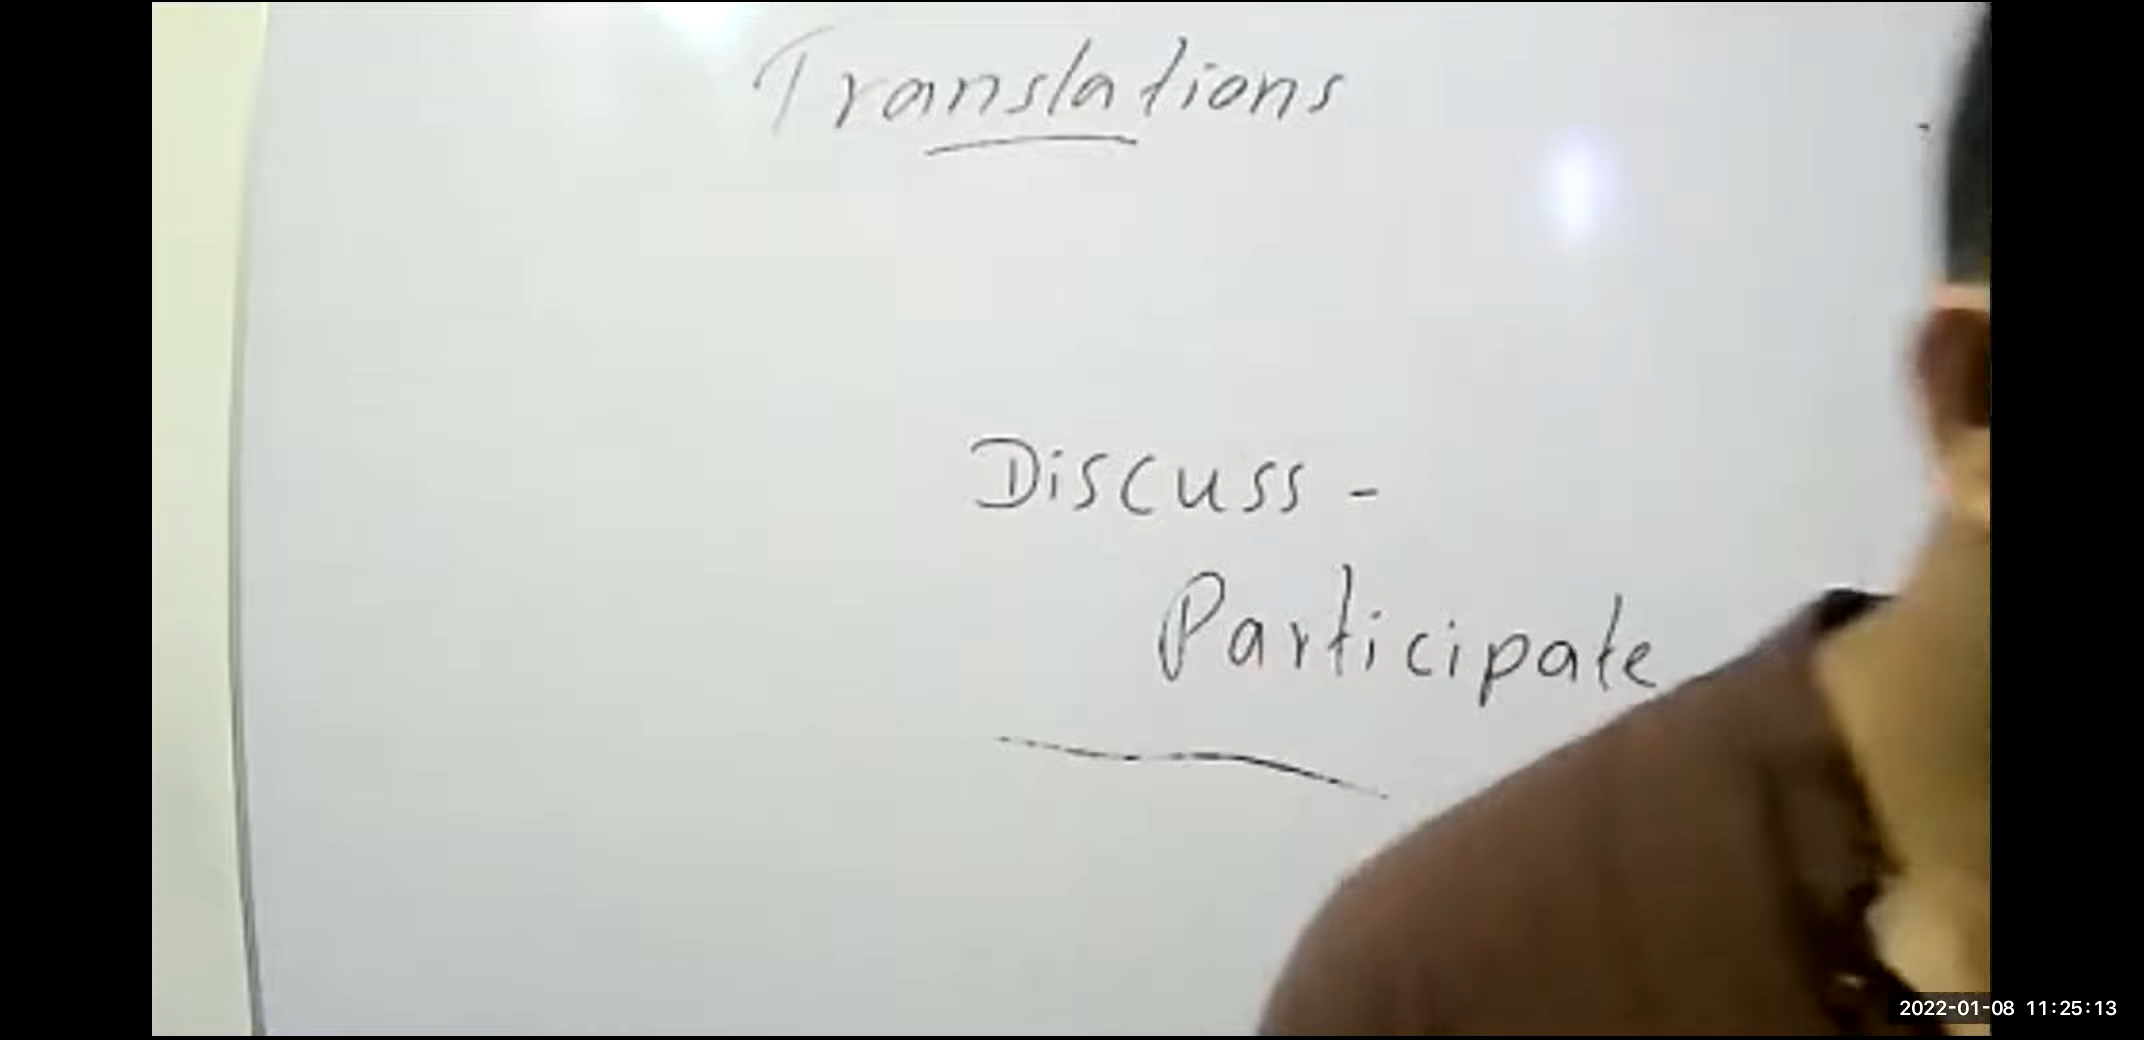 Translations
Discuss -
Participate
2022-01-08 11:25:13